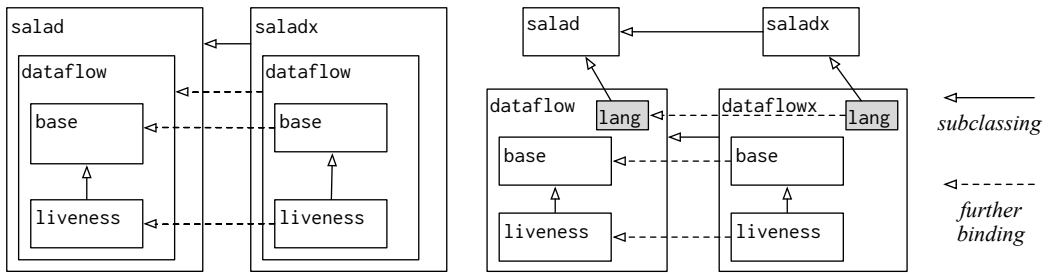 salad
dataflow
base
liveness
saladx
dataflow
base
liveness
salad
saladx
dataflow
lang
base
liveness
dataflowx
lang
base
liveness
subclassing
further
binding